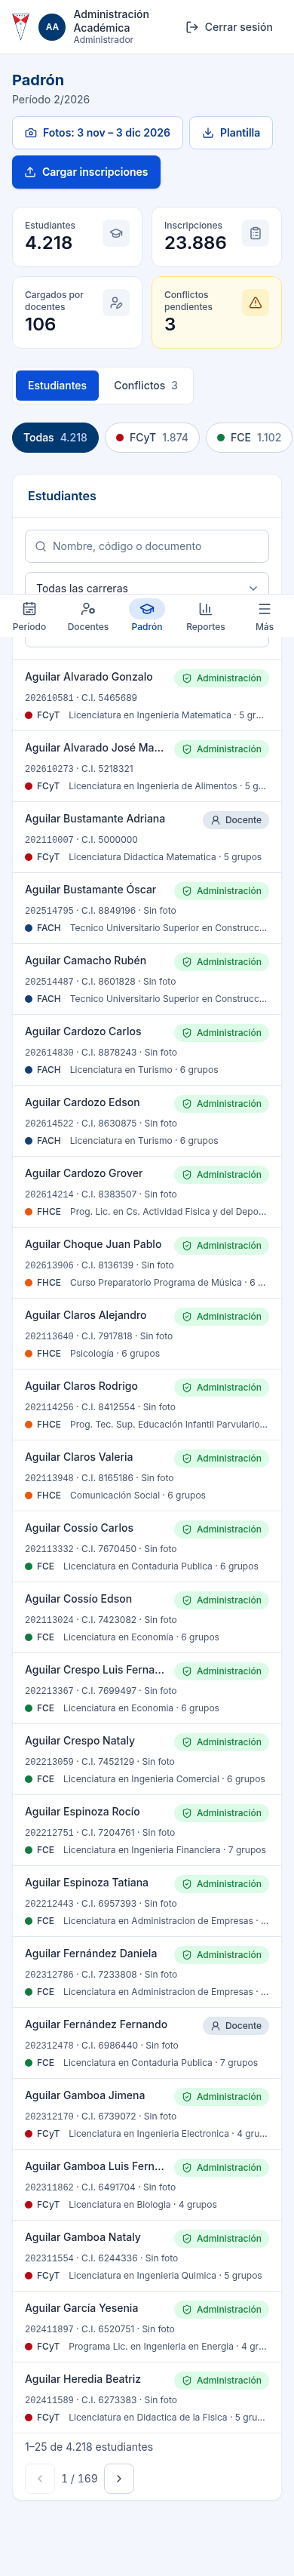 AA
Administración
Académica
Administrador
Cerrar sesión
Padrón
Período 2/2026
Fotos: 3 nov – 3 dic 2026
Plantilla
Cargar inscripciones
Estudiantes
4.218
Inscripciones
23.886
Cargados por
docentes
106
Conflictos
pendientes
3
Estudiantes
Conflictos 3
Todas 4.218
FCyT 1.874
FCE 1.102
Estudiantes
Nombre, código o documento
Todas las carreras
Período
Docentes
Padrón
Reportes
Más
Aguilar Alvarado Gonzalo
Administración
202610581 · C.I. 5465689
FCyT Licenciatura en Ingenieria Matematica · 5 gr...
Aguilar Alvarado José Ma...
Administración
202610273 · C.I. 5218321
FCyT Licenciatura en Ingenieria de Alimentos · 5 g...
Aguilar Bustamante Adriana
Docente
202110007 · C.I. 5000000
FCyT Licenciatura Didactica Matematica · 5 grupos
Aguilar Bustamante Óscar
Administración
202514795 · C.I. 8849196 · Sin foto
FACH Tecnico Universitario Superior en Construcc...
Aguilar Camacho Rubén
Administración
202514487 · C.I. 8601828 · Sin foto
FACH Tecnico Universitario Superior en Construcc...
Aguilar Cardozo Carlos
Administración
202614830 · C.I. 8878243 · Sin foto
FACH Licenciatura en Turismo · 6 grupos
Aguilar Cardozo Edson
Administración
202614522 · C.I. 8630875 · Sin foto
FACH Licenciatura en Turismo · 6 grupos
Aguilar Cardozo Grover
Administración
202614214 · C.I. 8383507 · Sin foto
FHCE Prog. Lic. en Cs. Actividad Fisica y del Depo...
Aguilar Choque Juan Pablo
Administración
202613906 · C.I. 8136139 · Sin foto
FHCE Curso Preparatorio Programa de Música · 6 ...
Aguilar Claros Alejandro
Administración
202113640 · C.I. 7917818 · Sin foto
FHCE Psicologia · 6 grupos
Aguilar Claros Rodrigo
Administración
202114256 · C.I. 8412554 · Sin foto
FHCE Prog. Tec. Sup. Educación Infantil Parvulario...
Aguilar Claros Valeria
Administración
202113948 · C.I. 8165186 · Sin foto
FHCE Comunicación Social · 6 grupos
Aguilar Cossío Carlos
Administración
202113332 · C.I. 7670450 · Sin foto
FCE Licenciatura en Contaduria Publica · 6 grupos
Aguilar Cossío Edson
Administración
202113024 · C.I. 7423082 · Sin foto
FCE Licenciatura en Economia · 6 grupos
Aguilar Crespo Luis Ferna...
Administración
202213367 · C.I. 7699497 · Sin foto
FCE Licenciatura en Economia · 6 grupos
Aguilar Crespo Nataly
Administración
202213059 · C.I. 7452129 · Sin foto
FCE Licenciatura en Ingenieria Comercial · 6 grupos
Aguilar Espinoza Rocío
Administración
202212751 · C.I. 7204761 · Sin foto
FCE Licenciatura en Ingenieria Financiera · 7 grupos
Aguilar Espinoza Tatiana
Administración
202212443 · C.I. 6957393 · Sin foto
FCE Licenciatura en Administracion de Empresas · ...
Aguilar Fernández Daniela
Administración
202312786 · C.I. 7233808 · Sin foto
FCE Licenciatura en Administracion de Empresas · ...
Aguilar Fernández Fernando
Docente
202312478 · C.I. 6986440 · Sin foto
FCE Licenciatura en Contaduria Publica · 7 grupos
Aguilar Gamboa Jimena
Administración
202312170 · C.I. 6739072 · Sin foto
FCyT Licenciatura en Ingenieria Electronica · 4 gru...
Aguilar Gamboa Luis Fern...
Administración
202311862 · C.I. 6491704 · Sin foto
FCyT Licenciatura en Biologia · 4 grupos
Aguilar Gamboa Nataly
Administración
202311554 · C.I. 6244336 · Sin foto
FCyT Licenciatura en Ingenieria Quimica · 5 grupos
Aguilar García Yesenia
Administración
202411897 · C.I. 6520751 · Sin foto
FCyT Programa Lic. en Ingenieria en Energia · 4 gr...
Aguilar Heredia Beatriz
Administración
202411589 · C.I. 6273383 · Sin foto
FCyT Licenciatura en Didactica de la Fisica · 5 gru...
1–25 de 4.218 estudiantes
1 / 169